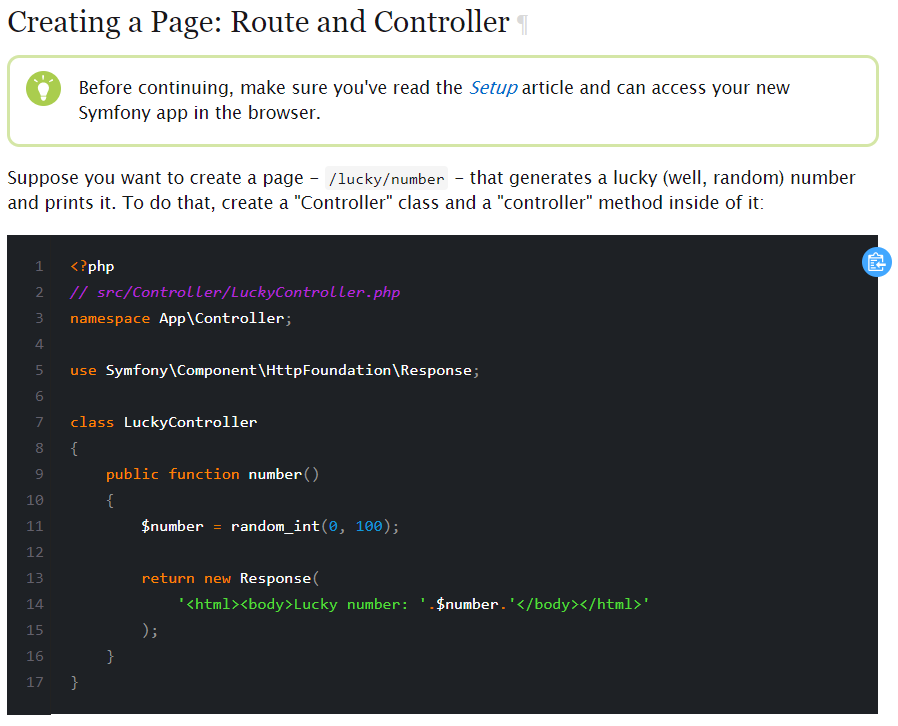 Creating a Page: Route and Controller ¶
Before continuing, make sure you've read the Setup article and can access your new
Symfony app in the browser.
Suppose you want to create a page – /lucky/number – that generates a lucky (well, random) number
and prints it. To do that, create a "Controller" class and a "controller" method inside of it:
1 <?php
2 // src/Controller/LuckyController.php
3 namespace App\Controller;
4
5 use Symfony\Component\HttpFoundation\Response;
6
7 class LuckyController
8 {
9     public function number()
10     {
11         $number = random_int(0, 100);
12
13         return new Response(
14             '<html><body>Lucky number: '.$number.'</body></html>'
15         );
16     }
17 }